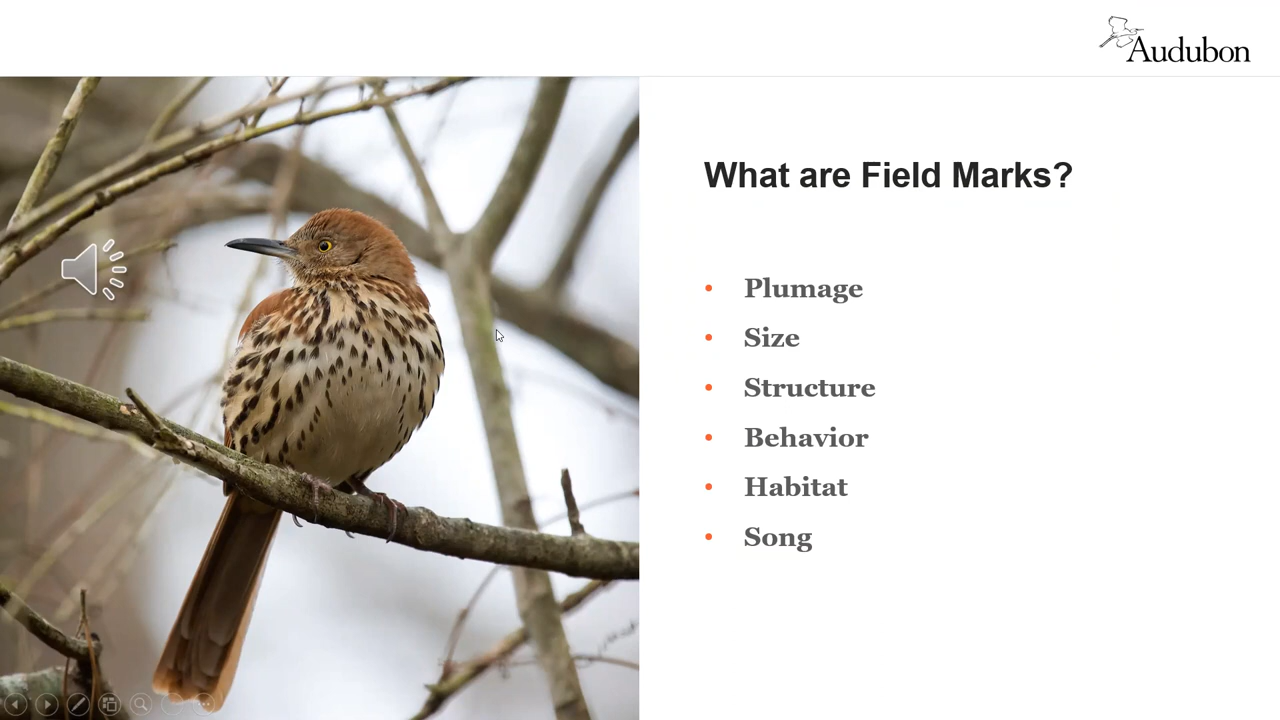 Audubon
What are Field Marks?
• Plumage
• Size
• Structure
• Behavior
• Habitat
• Song